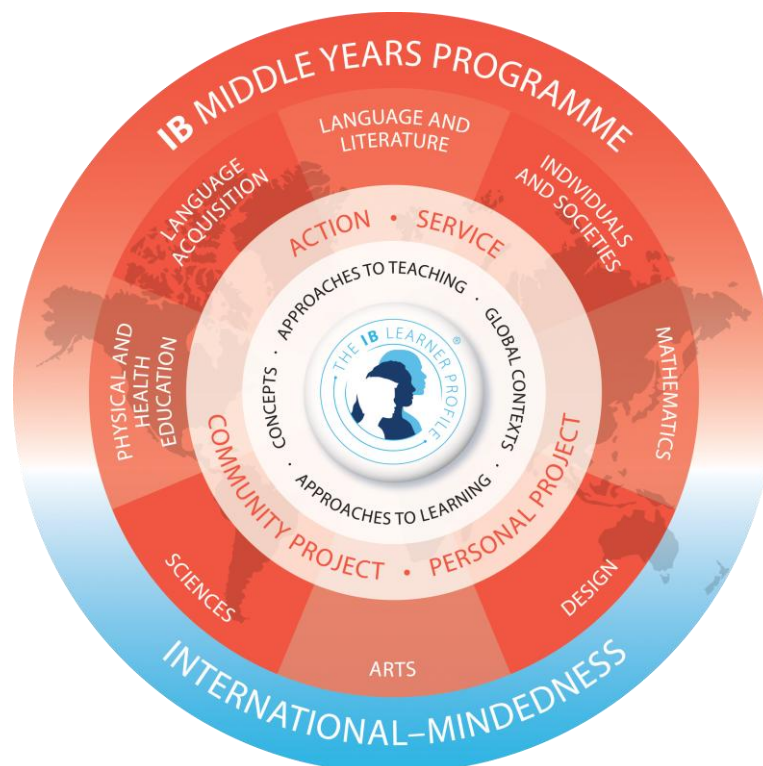 IB MIDDLE YEARS PROGRAMME
LANGUAGE AND
LITERATURE
INDIVIDUALS
AND SOCIETIES
MATHEMATICS
DESIGN
ARTS
SCIENCES
PHYSICAL AND
HEALTH
EDUCATION
LANGUAGE
ACQUISITION
ACTION • SERVICE
PERSONAL PROJECT
•
COMMUNITY PROJECT
APPROACHES TO TEACHING ·
GLOBAL CONTEXTS ·
APPROACHES TO LEARNING ·
CONCEPTS ·
THE IB LEARNER PROFILE ®
INTERNATIONAL–MINDEDNESS